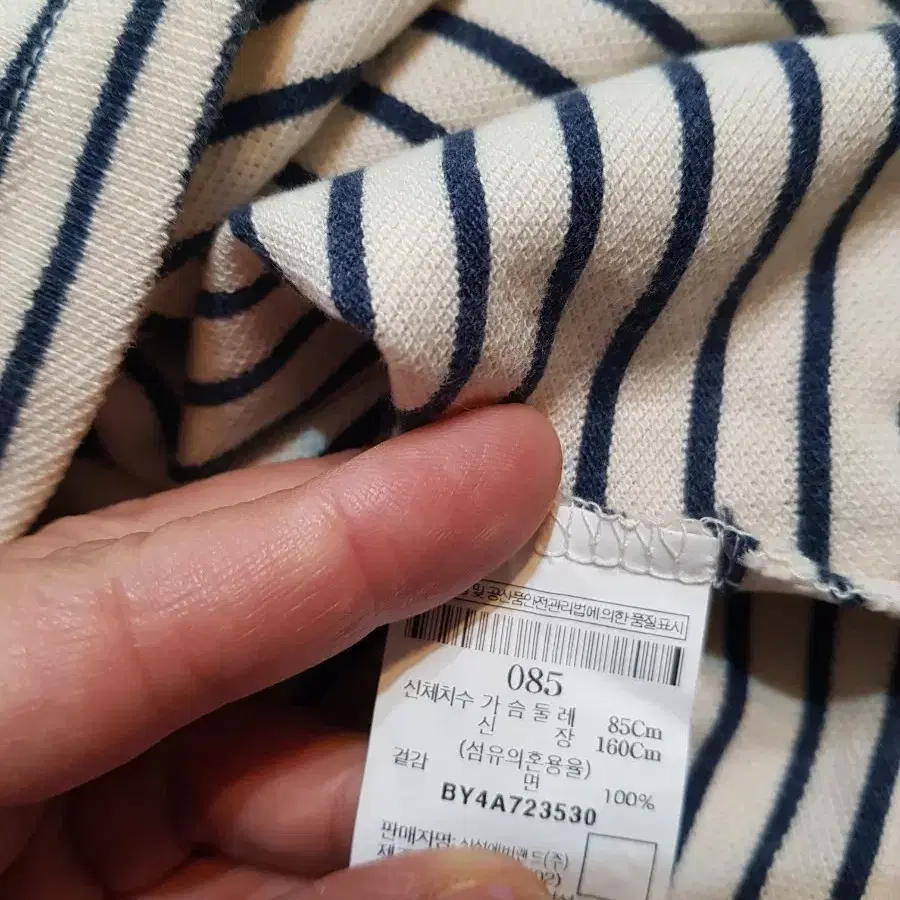 및 공산품안전관리법에 의한 품질표시
085
신체치수 가슴둘레 85Cm
신장 160Cm
(섬유의혼용율)
겉감 면 100%
BY4A723530
판매자명: